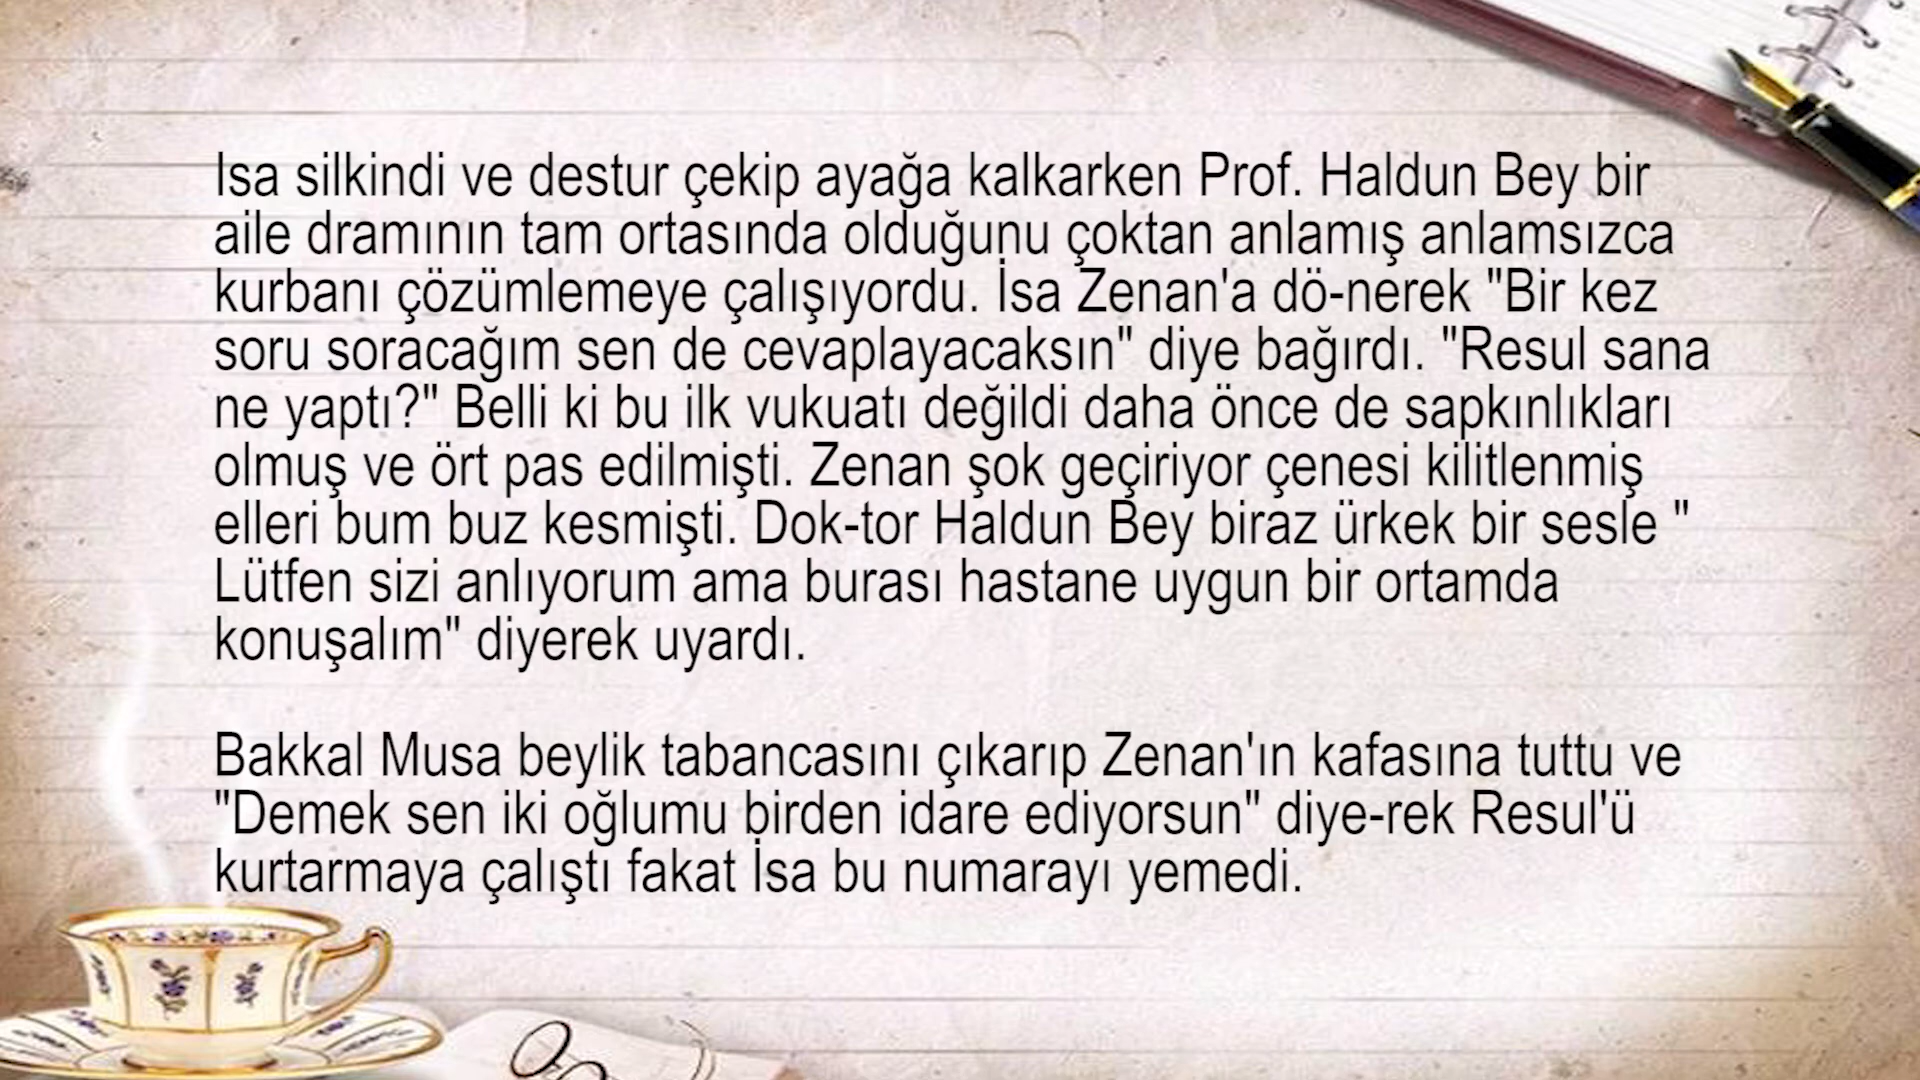 Isa silkindi ve destur çekip ayağa kalkarken Prof. Haldun Bey bir
aile dramının tam ortasında olduğunu çoktan anlamış anlamsızca
kurbanı çözümlemeye çalışıyordu. İsa Zenan'a dö-nerek "Bir kez
soru soracağım sen de cevaplayacaksın" diye bağırdı. "Resul sana
ne yaptı?" Belli ki bu ilk vukuatı değildi daha önce de sapkınlıkları
olmuş ve ört pas edilmişti. Zenan şok geçiriyor çenesi kilitlenmiş
elleri bum buz kesmişti. Dok-tor Haldun Bey biraz ürkek bir sesle "
Lütfen sizi anlıyorum ama burası hastane uygun bir ortamda
konuşalım" diyerek uyardı.
Bakkal Musa beylik tabancasını çıkarıp Zenan'ın kafasına tuttu ve
"Demek sen iki oğlumu birden idare ediyorsun" diye-rek Resul'ü
kurtarmaya çalıştı fakat İsa bu numarayı yemedi.